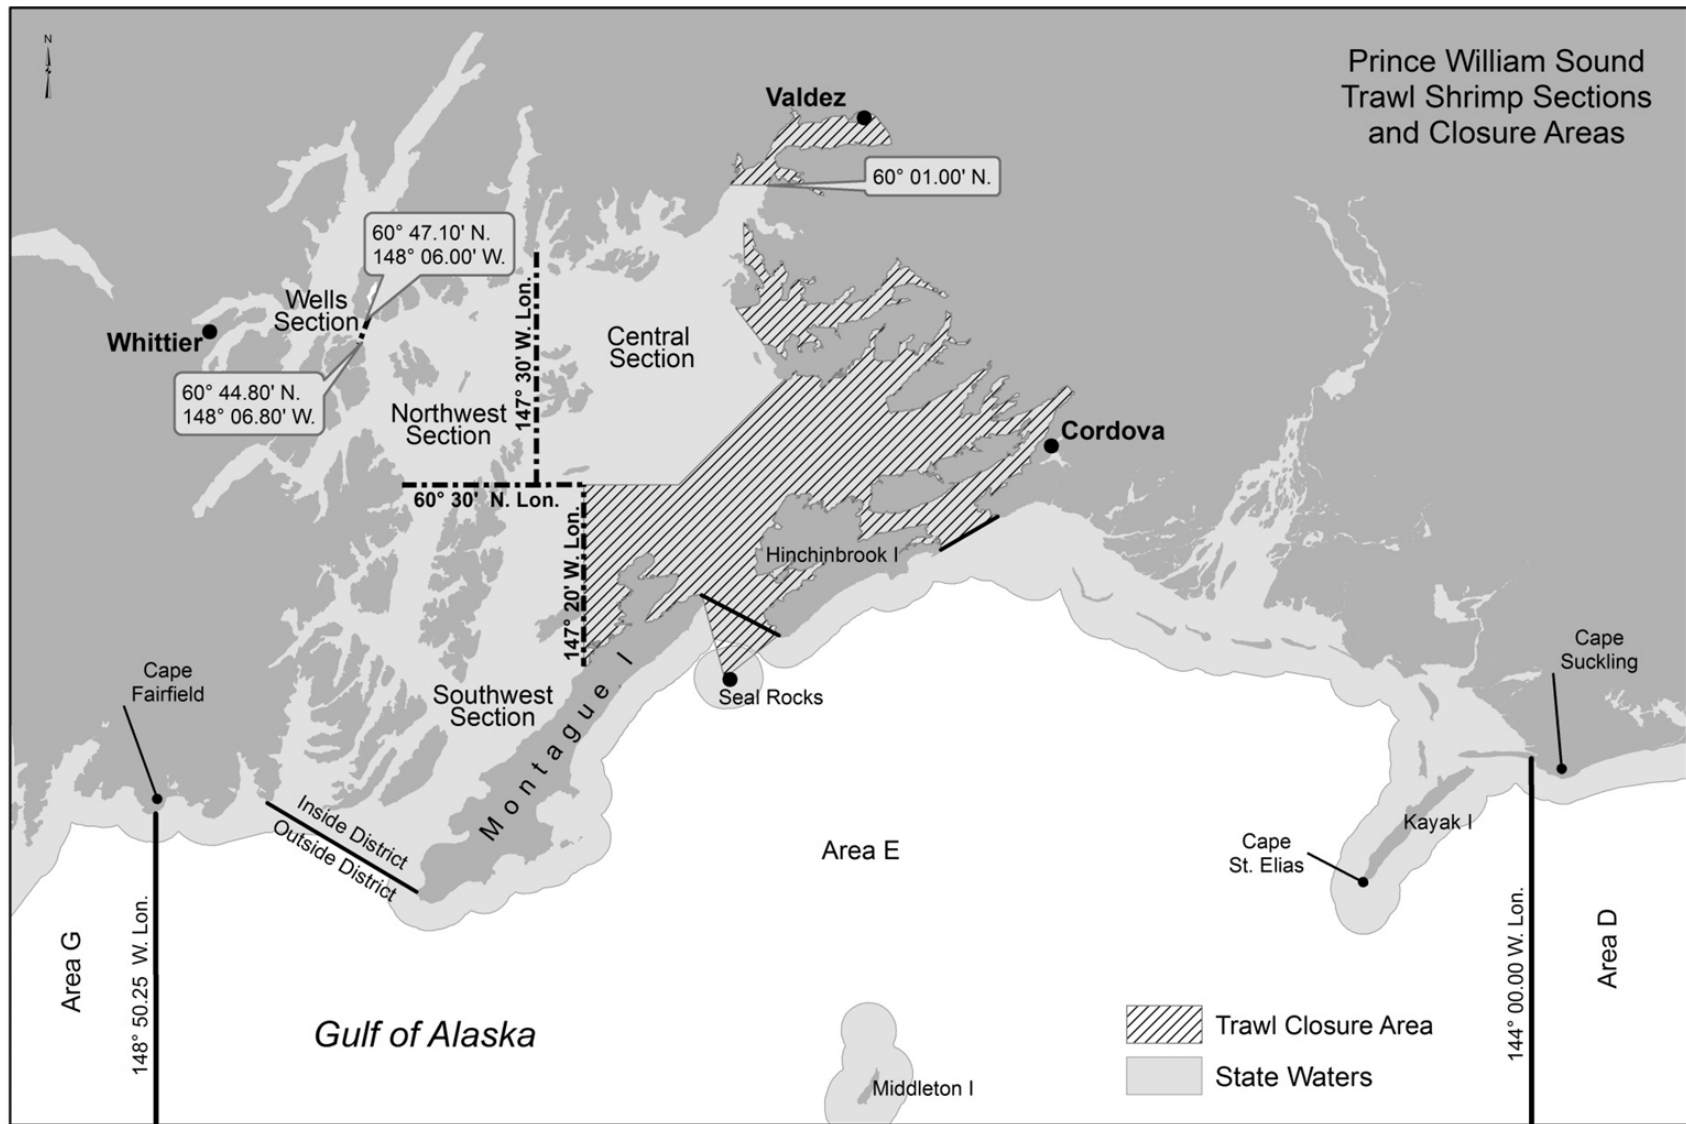 N
Prince William Sound
Trawl Shrimp Sections
and Closure Areas
Valdez
60° 01.00' N.
60° 47.10' N.
148° 06.00' W.
Wells
Section
Whittier
60° 44.80' N.
148° 06.80' W.
147° 30' W. Lon.
Central
Section
Northwest
Section
Cordova
60° 30' N. Lon.
147° 20' W. Lon.
Hinchinbrook I
Cape
Fairfield
Cape
Suckling
Southwest
Section
Seal Rocks
Montague I
Inside District
Outside District
Area E
Kayak I
Cape
St. Elias
Area G
148° 50.25 W. Lon.
144° 00.00 W. Lon.
Area D
Gulf of Alaska
Middleton I
Trawl Closure Area
State Waters